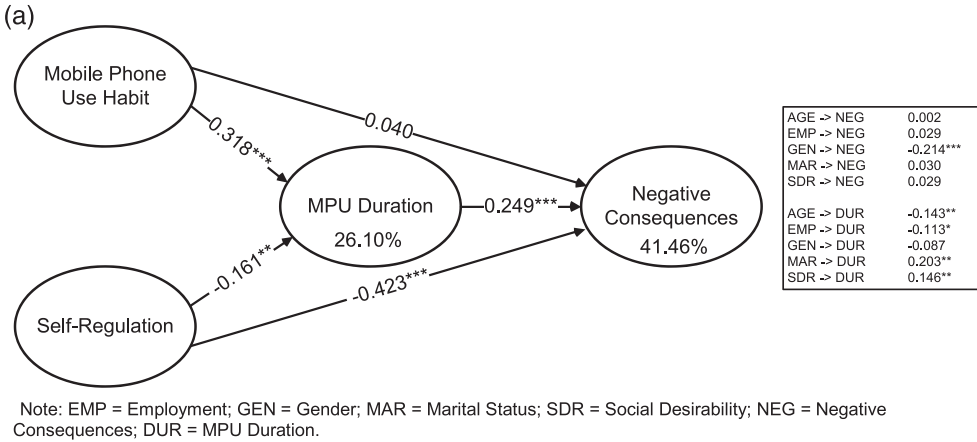 (a)
Mobile Phone
Use Habit
0.318***
0.040
MPU Duration
26.10%
0.249***
Negative
Consequences
41.46%
-0.161**
-0.423***
Self-Regulation
AGE -> NEG 0.002
EMP -> NEG 0.029
GEN -> NEG -0.214***
MAR -> NEG 0.030
SDR -> NEG 0.029
AGE -> DUR -0.143**
EMP -> DUR -0.113*
GEN -> DUR -0.087
MAR -> DUR 0.203**
SDR -> DUR 0.146**
Note: EMP = Employment; GEN = Gender; MAR = Marital Status; SDR = Social Desirability; NEG = Negative
Consequences; DUR = MPU Duration.